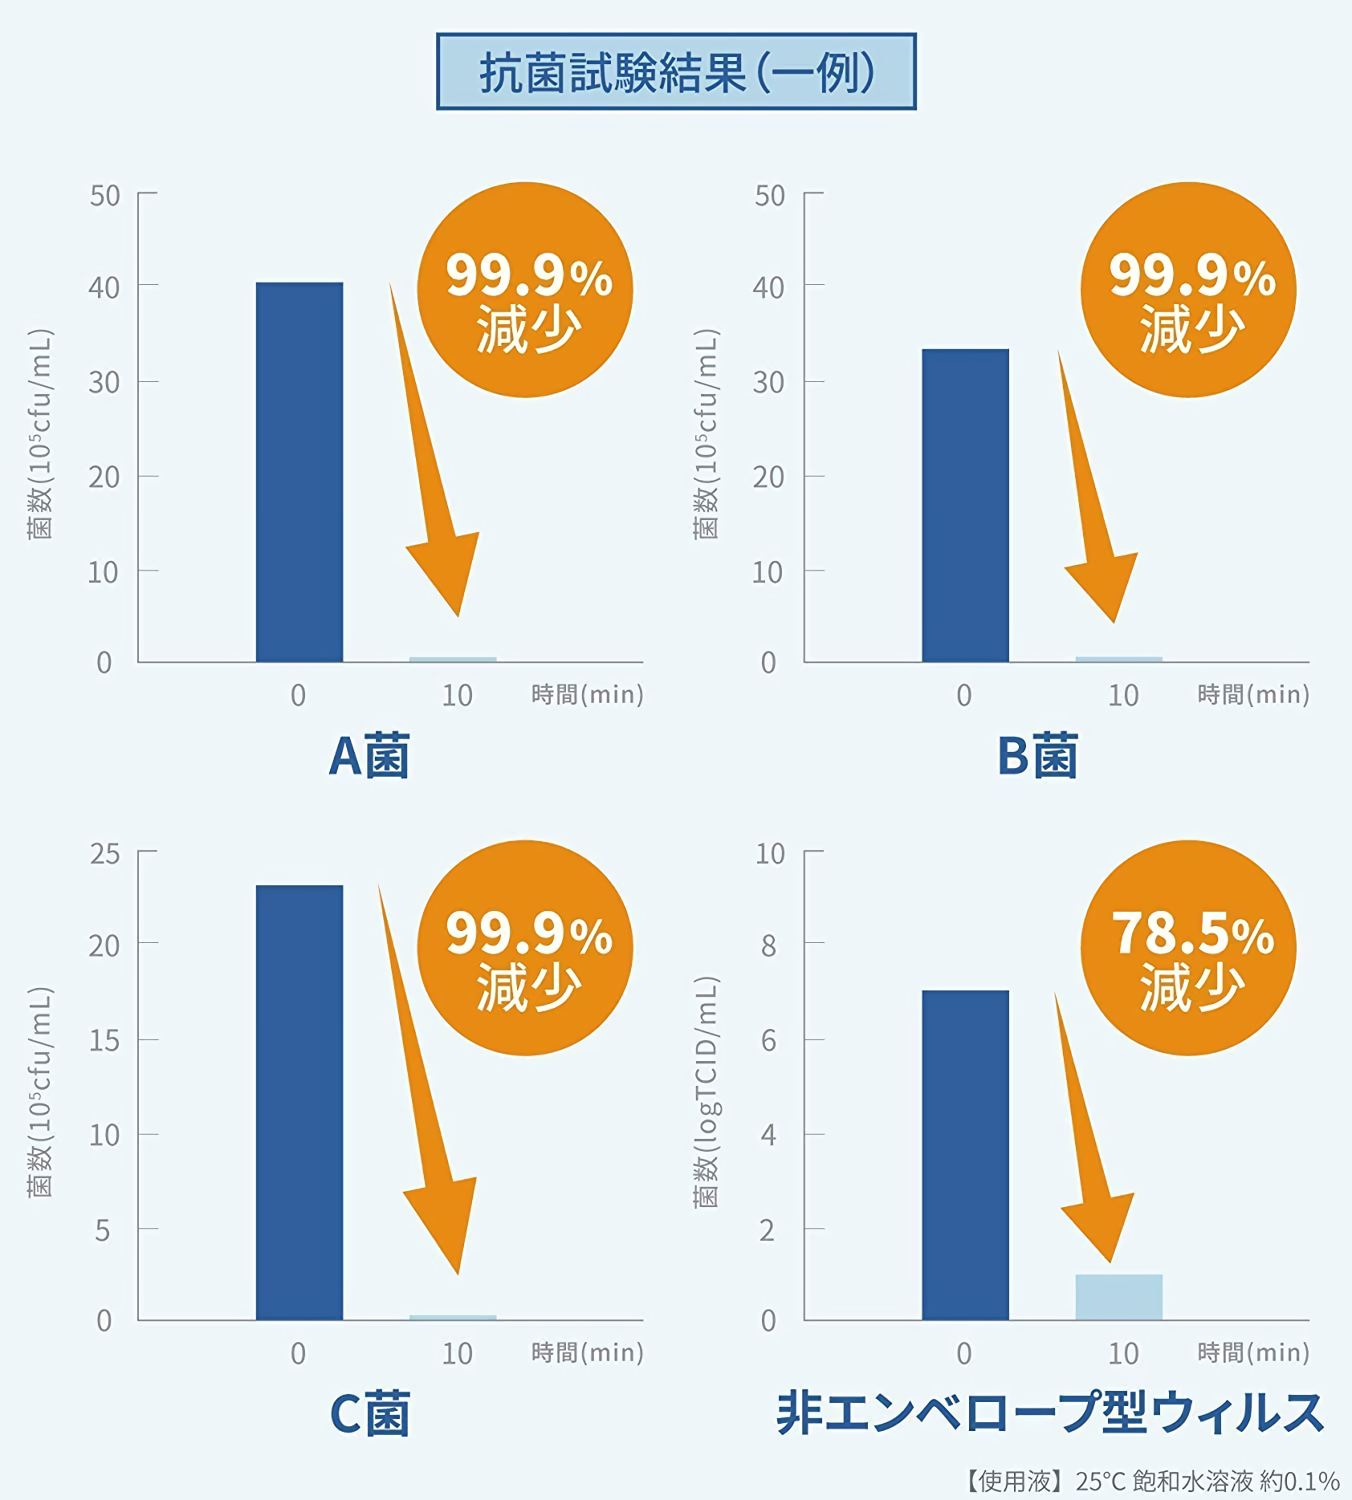 抗菌試験結果（一例）
菌数(10⁵cfu/mL)
50
40
30
20
10
0
99.9%
減少
0 10 時間(min)
A菌
菌数(10⁵cfu/mL)
50
40
30
20
10
0
99.9%
減少
0 10 時間(min)
B菌
菌数(10⁵cfu/mL)
25
20
15
10
5
0
99.9%
減少
0 10 時間(min)
C菌
菌数(logTCID/mL)
10
8
6
4
2
0
78.5%
減少
0 10 時間(min)
非エンベロープ型ウィルス
【使用液】25℃ 飽和水溶液 約0.1%